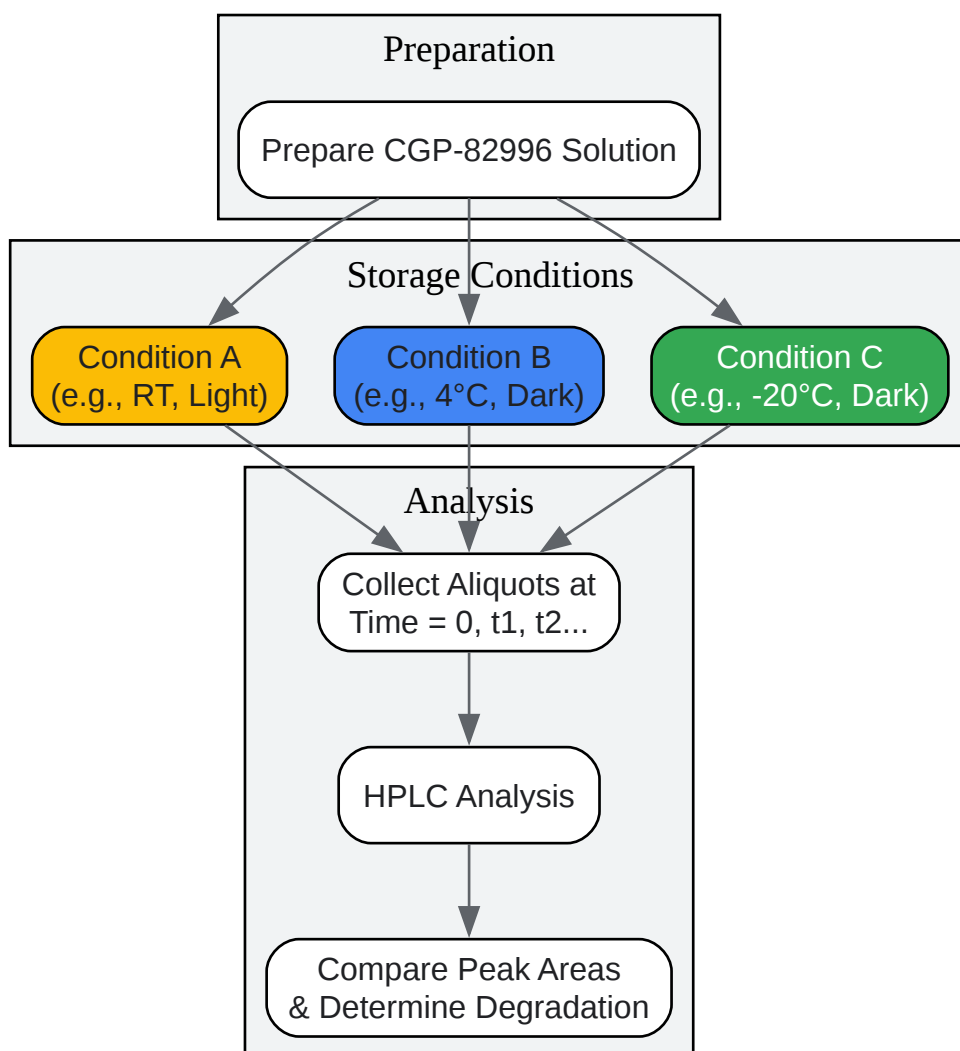 Preparation
Prepare CGP-82996 Solution
Storage Conditions
Condition A
(e.g., RT, Light)
Condition B
(e.g., 4°C, Dark)
Condition C
(e.g., -20°C, Dark)
Analysis
Collect Aliquots at
Time = 0, t1, t2...
HPLC Analysis
Compare Peak Areas
& Determine Degradation